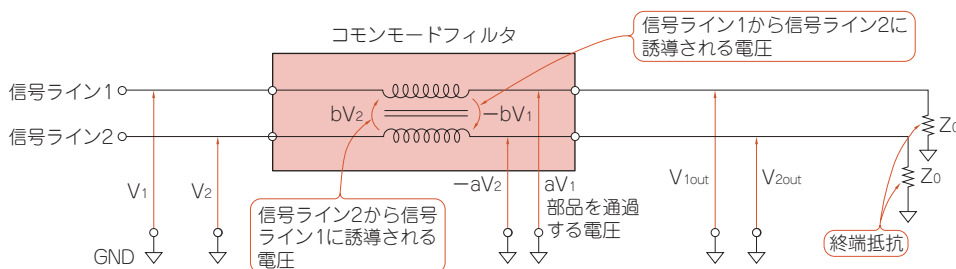 コモンモードフィルタ
信号ライン1から信号ライン2に
誘導される電圧
信号ライン1
信号ライン2
bV2
−bV1
V1
V2
−aV2
aV1
部品を通過
する電圧
V1out
V2out
Z0
Z0
信号ライン2から信号
ライン1に誘導される
電圧
終端抵抗
GND